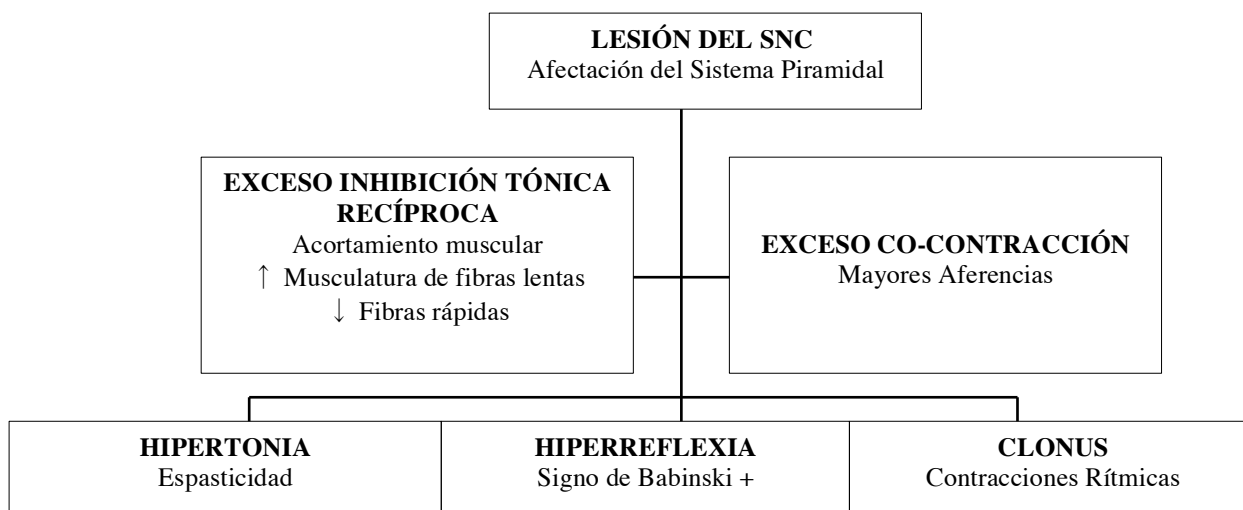 LESIÓN DEL SNC
Afectación del Sistema Piramidal
EXCESO INHIBICIÓN TÓNICA
RECÍPROCA
Acortamiento muscular
↑ Musculatura de fibras lentas
↓ Fibras rápidas
EXCESO CO-CONTRACCIÓN
Mayores Aferencias
HIPERTONIA
Espasticidad
HIPERREFLEXIA
Signo de Babinski +
CLONUS
Contracciones Rítmicas